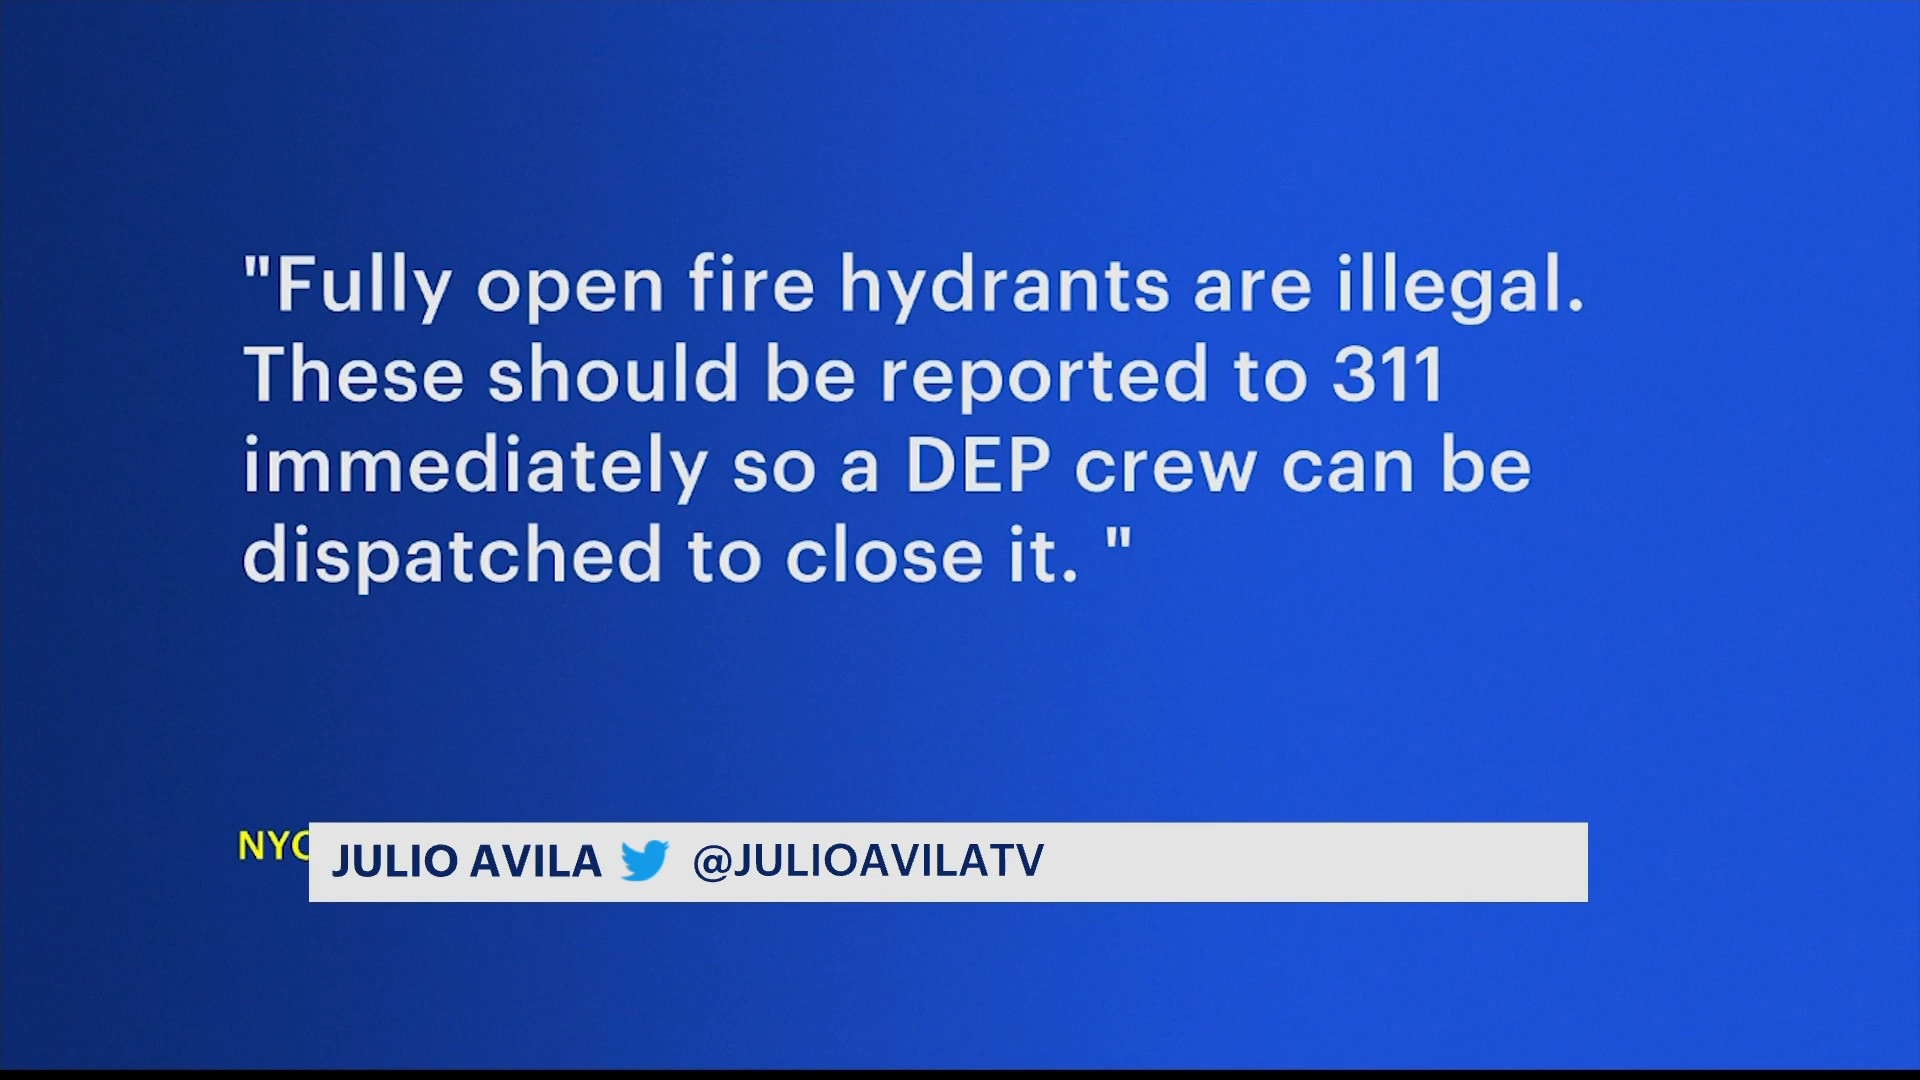 "Fully open fire hydrants are illegal.
These should be reported to 311
immediately so a DEP crew can be
dispatched to close it. "
NYC
JULIO AVILA @JULIOAVILATV